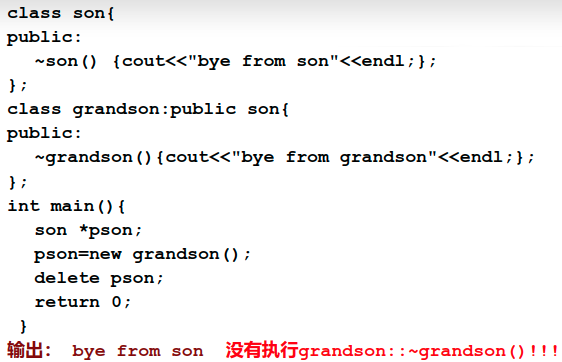 class son{
public:
~son() {cout<<"bye from son"<<endl;};
};
class grandson:public son{
public:
~grandson(){cout<<"bye from grandson"<<endl;};
};
int main(){
son *pson;
pson=new grandson();
delete pson;
return 0;
}
输出： bye from son 没有执行grandson::~grandson()!!!